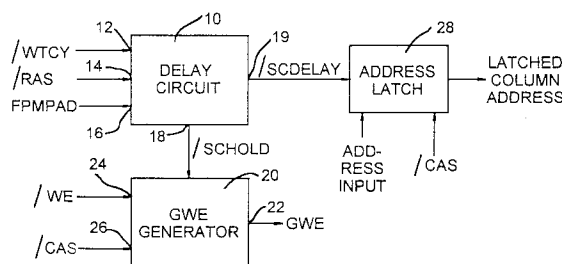 10
12
/WTCY
14
/RAS
FPMPAD
16
DELAY
CIRCUIT
18
19
/SCDELAY
28
ADDRESS
LATCH
LATCHED
COLUMN
ADDRESS
ADD-
RESS
INPUT
/CAS
/SCHOLD
24
/WE
26
/CAS
20
GWE
GENERATOR
22
GWE